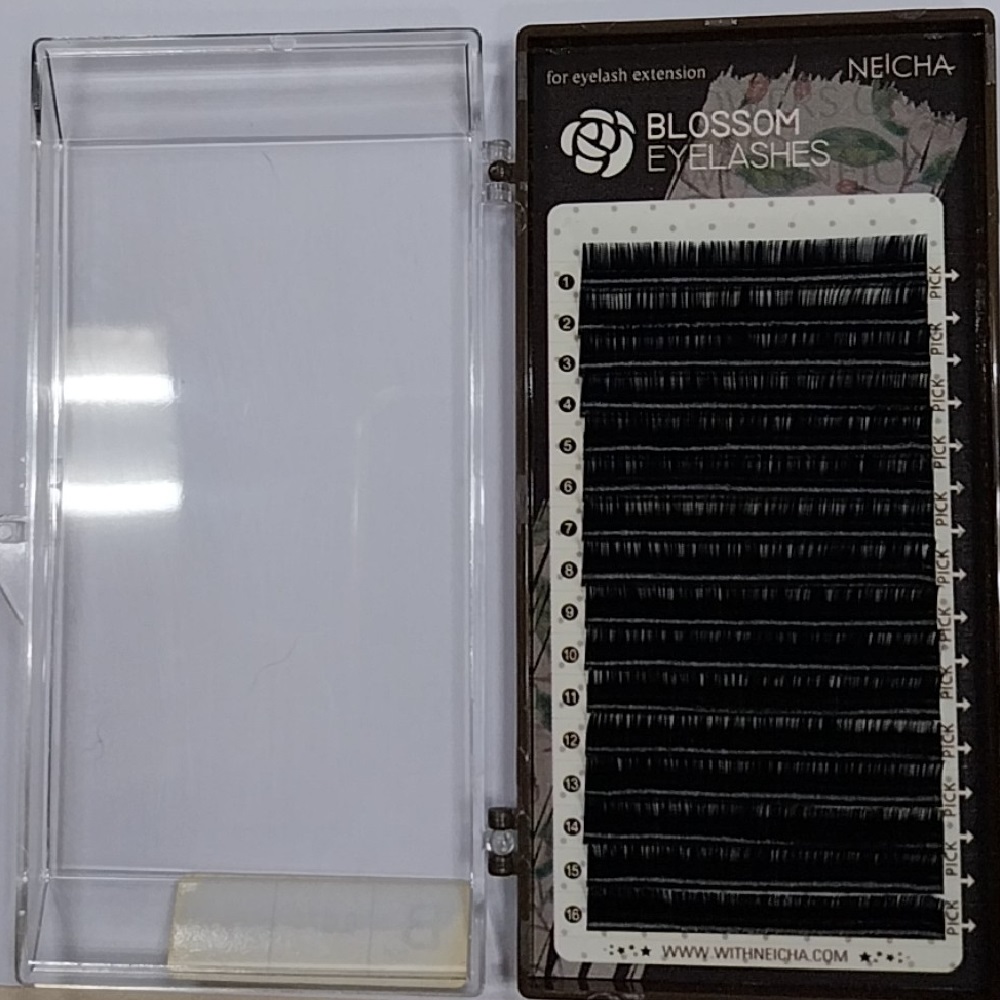 for eyelash extension
NEICHA
BLOSSOM
EYELASHES
1 PICK
2 PICK
3 PICK
4 PICK
5 PICK
6 PICK
7 PICK
8 PICK
9 PICK
10 PICK
11 PICK
12 PICK
13 PICK
14 PICK
15 PICK
16 PICK
WWW.WITHNEICHA.COM